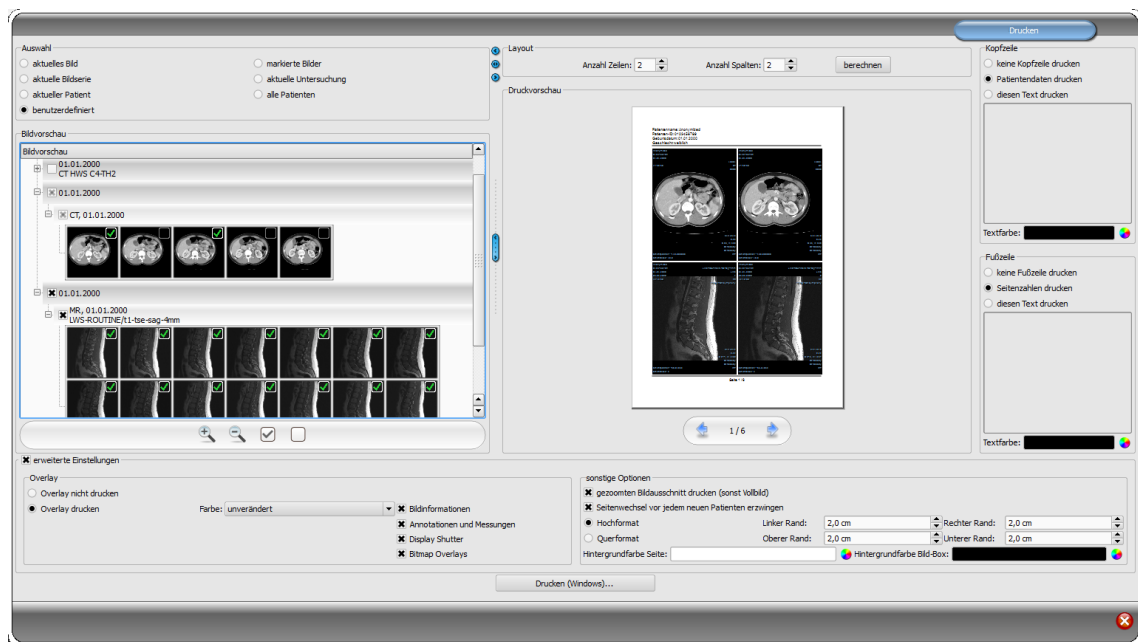 Drucken
Auswahl
aktuelles Bild
markierte Bilder
aktuelle Bildserie
aktuelle Untersuchung
aktueller Patient
alle Patienten
benutzerdefiniert
Bildvorschau
Bildvorschau
01.01.2000
CT HWS C4-TH2
01.01.2000
CT, 01.01.2000
01.01.2000
MR, 01.01.2000
LWS-ROUTINE/t1-tse-sag-4mm
Layout
Anzahl Zeilen: 2
Anzahl Spalten: 2
berechnen
Druckvorschau
Seite 1 /6
1/6
Kopfzeile
keine Kopfzeile drucken
Patientendaten drucken
diesen Text drucken
Textfarbe:
Fußzeile
keine Fußzeile drucken
Seitenzahlen drucken
diesen Text drucken
Textfarbe:
erweiterte Einstellungen
Overlay
Overlay nicht drucken
Overlay drucken
Farbe: unverändert
Bildinformationen
Annotationen und Messungen
Display Shutter
Bitmap Overlays
sonstige Optionen
gezoomten Bildausschnitt drucken (sonst Vollbild)
Seitenwechsel vor jedem neuen Patienten erzwingen
Hochformat
Linker Rand: 2,0 cm
Rechter Rand: 2,0 cm
Querformat
Oberer Rand: 2,0 cm
Unterer Rand: 2,0 cm
Hintergrundfarbe Seite:
Hintergrundfarbe Bild-Box:
Drucken (Windows)...